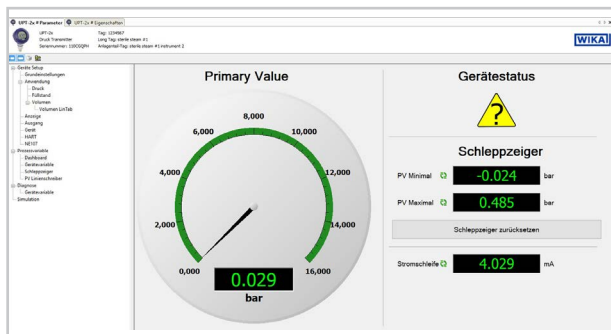 UPT-2x # Parameter UPT-2x # Eigenschaften
UPT-2x Tag: 1234567
Druck Transmitter Long Tag: sterile steam #1
Seriennummer: 110CGQPH Anlagenteil-Tag: sterile steam #1-instrument 2
WIKA
Geräte Setup
Grundeinstellungen
Anwendung
Druck
Füllstand
Volumen
Volumen LinTab
Anzeige
Ausgang
Gerät
HART
NE107
Prozessvariable
Dashboard
Gerätevariable
Schleppzeiger
PV Linienschreiber
Diagnose
Gerätevariable
Simulation
Primary Value
0,000
2,000
4,000
6,000
8,000
10,000
12,000
14,000
16,000
0.029
bar
Gerätestatus
?
Schleppzeiger
PV Minimal -0.024 bar
PV Maximal 0.485 bar
Schleppzeiger zurücksetzen
Stromschleife 4.029 mA